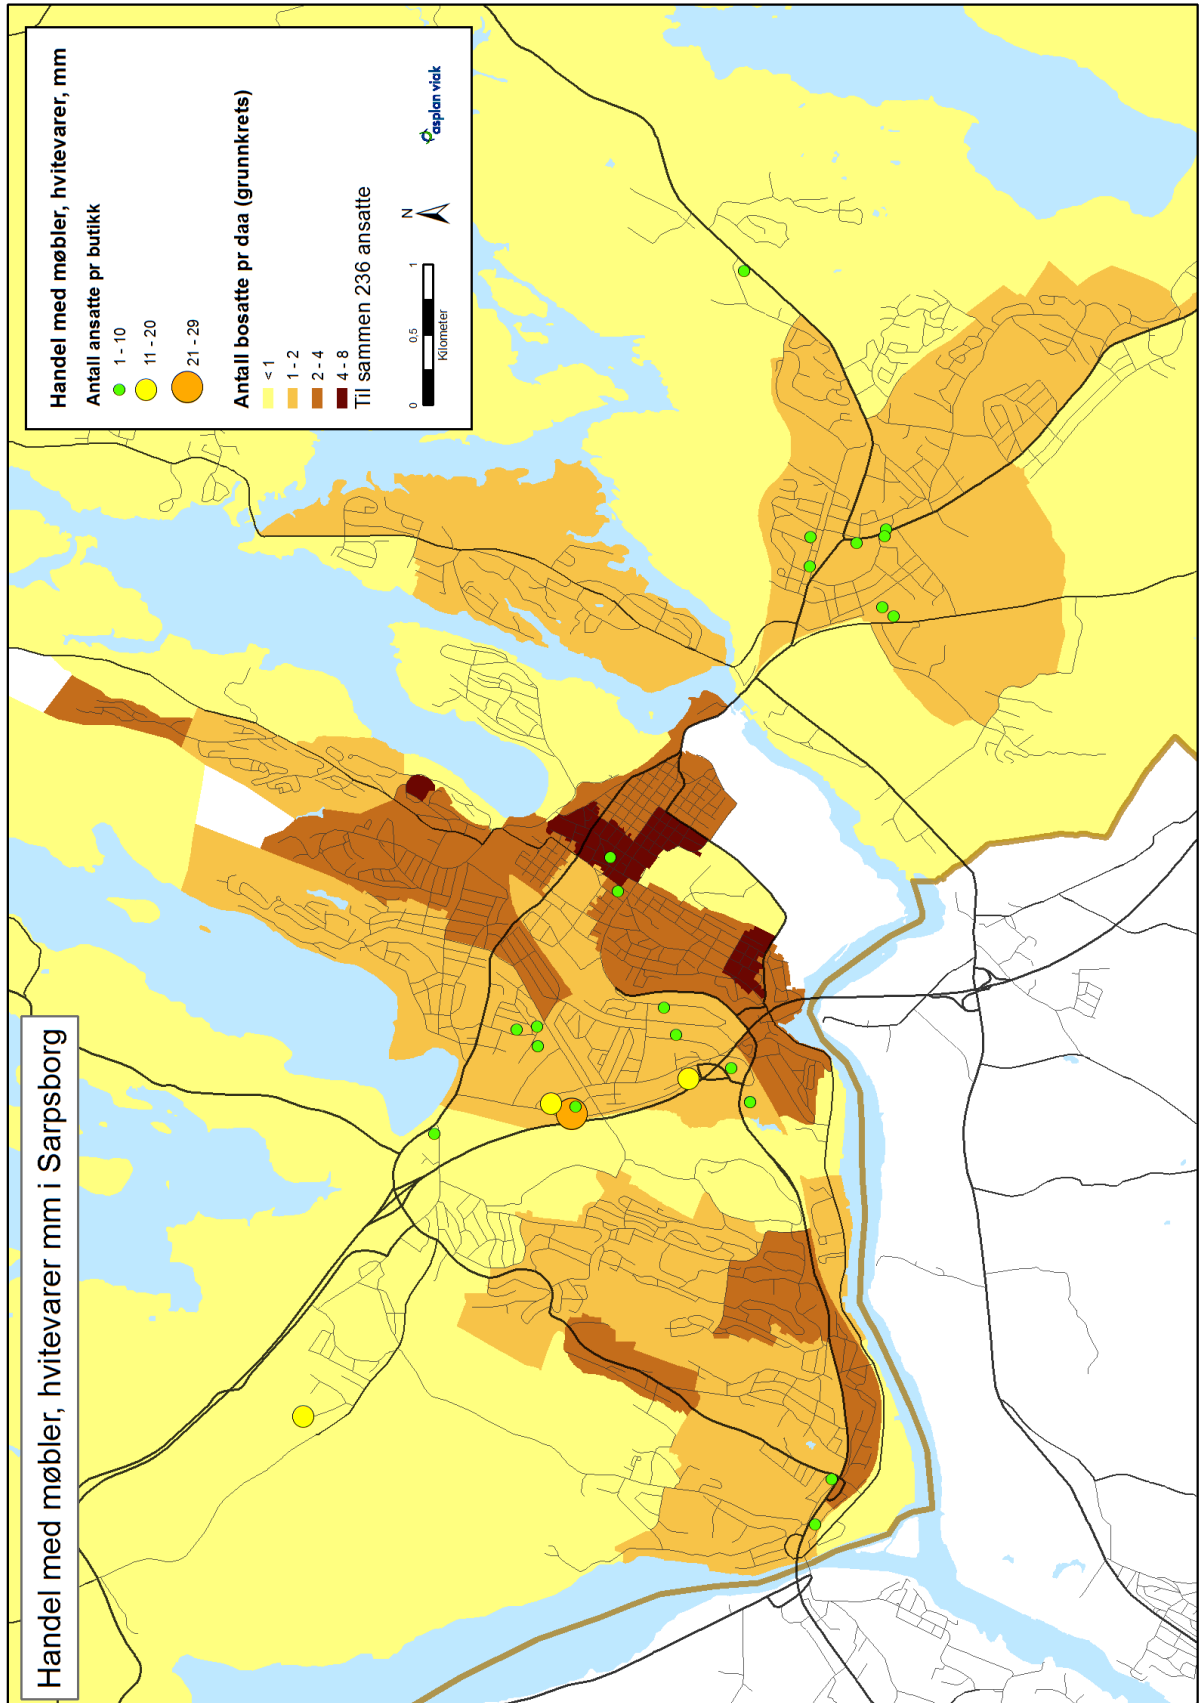 Handel med møbler, hvitevarer mm i Sarpsborg
Handel med møbler, hvitevarer, mm
Antall ansatte pr butikk
1 - 10
11 - 20
21 - 29
Antall bosatte pr daa (grunnkrets)
< 1
1 - 2
2 - 4
4 - 8
Til sammen 236 ansatte
0 0,5 1
Kilometer
N
asplan viak